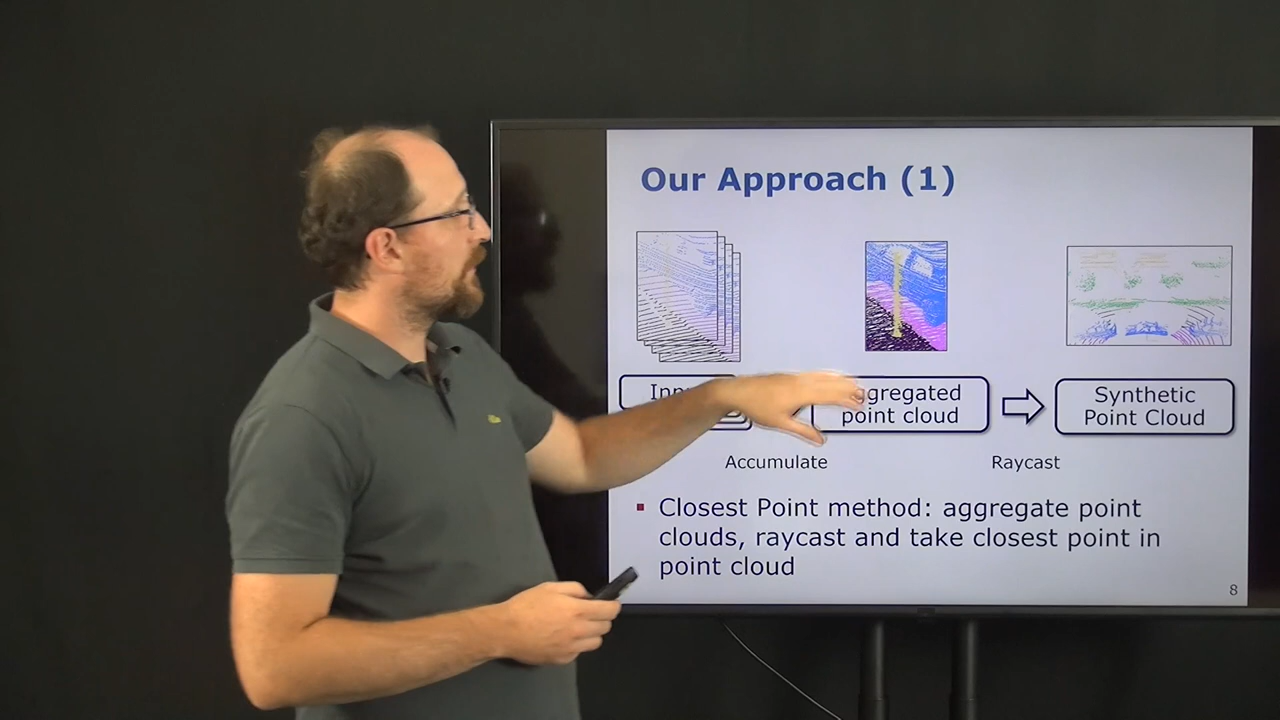 Our Approach (1)
point cloud
Synthetic
Point Cloud
Accumulate
Raycast
▪ Closest Point method: aggregate point
clouds, raycast and take closest point in
point cloud
8